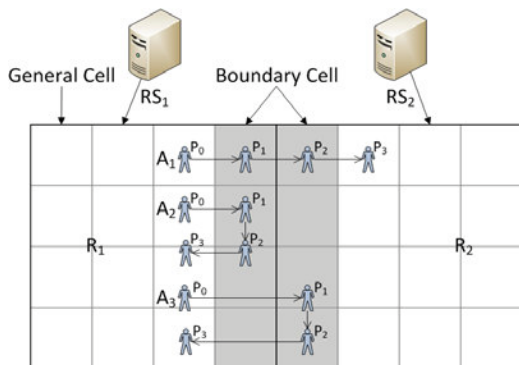 General Cell
RS1
Boundary Cell
RS2
A1 P0 P1 P2 P3
A2 P0 P1
R1 P3 P2 R2
A3 P0 P1
P3 P2